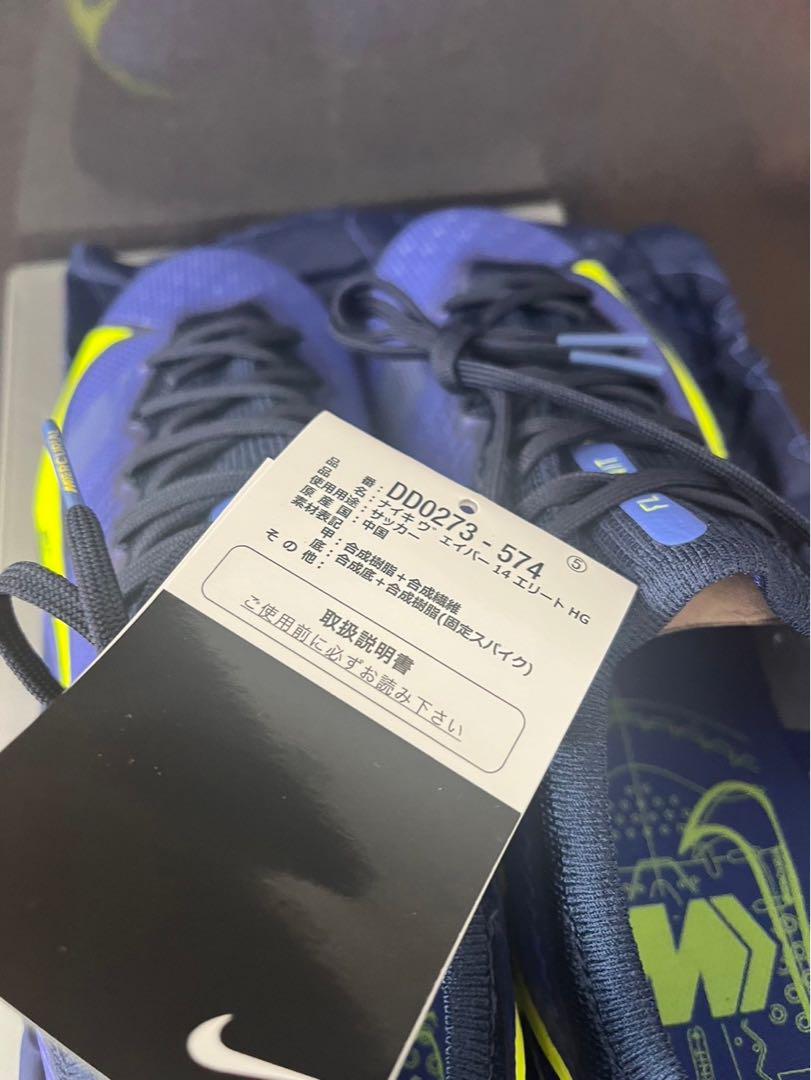 品番：DD0273 - 574
⑤
品名：ナイキ ヴ エイパー 14 エリート HG
使用用途：サッカー
原産国：中国
素材表記
甲：合成樹脂＋合成繊維
底：合成底＋合成樹脂(固定スパイク)
その他：
取扱説明書
ご使用前に必ずお読み下さい
MERCURIAL